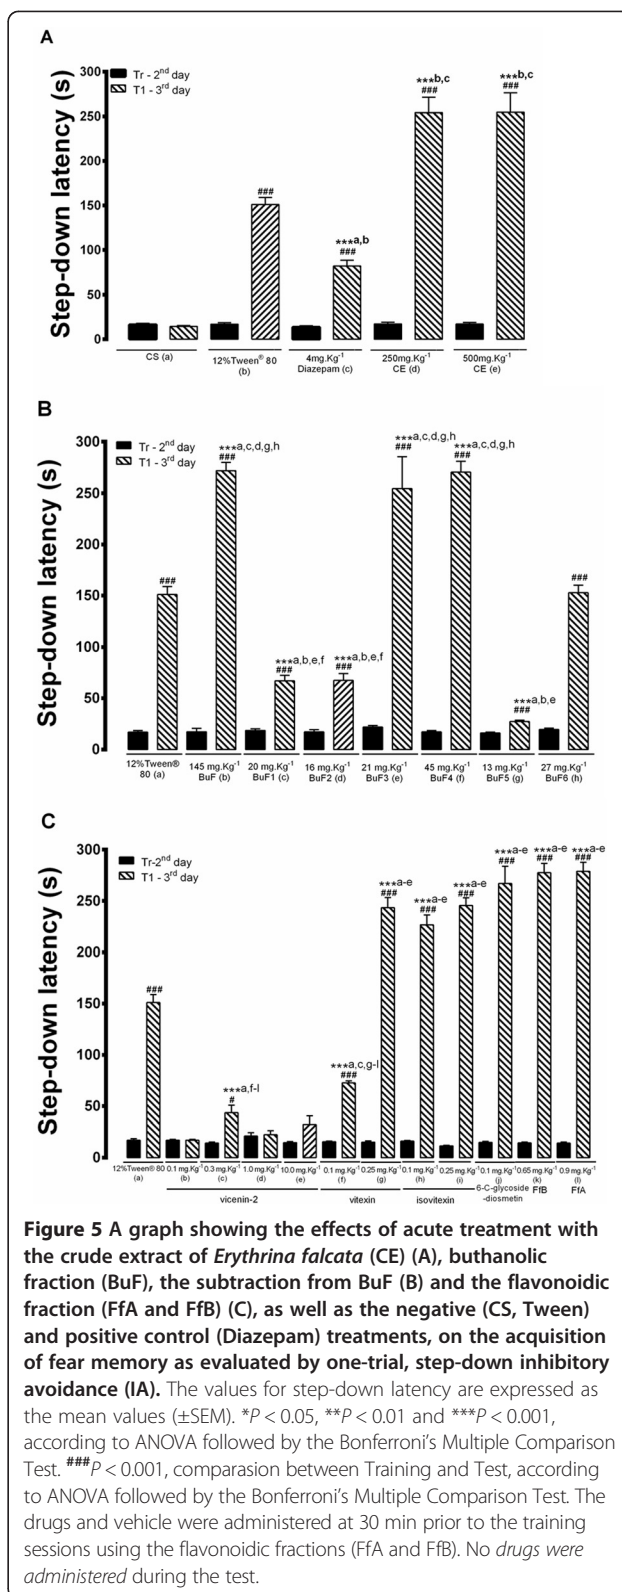 A
Step-down latency (s)
300
250
200
150
100
50
0
Tr - 2nd day
T1 - 3rd day
###
***a,b
###
***b,c
###
***b,c
###
CS (a)
12%Tween® 80
(b)
4mg.Kg-1
Diazepam (c)
250mg.Kg-1
CE (d)
500mg.Kg-1
CE (e)
B
Step-down latency (s)
300
250
200
150
100
50
0
Tr - 2nd day
T1 - 3rd day
###
***a,c,d,g,h
###
***a,b,e,f
###
***a,b,e,f
###
***a,c,d,g,h
###
***a,c,d,g,h
###
***a,b,e
###
###
12%Tween®
80 (a)
145 mg.Kg-1
BuF (b)
20 mg.Kg-1
BuF1 (c)
16 mg.Kg-1
BuF2 (d)
21 mg.Kg-1
BuF3 (e)
45 mg.Kg-1
BuF4 (f)
13 mg.Kg-1
BuF5 (g)
27 mg.Kg-1
BuF6 (h)
C
Step-down latency (s)
300
250
200
150
100
50
0
Tr-2nd day
T1 - 3rd day
###
***a,f-l
#
***a,c,g-l
###
***a-e
###
***a-e
###
***a-e
###
***a-e
###
***a-e
###
***a-e
###
12%Tween® 80
(a)
0.1 mg.Kg-1
(b)
0.3 mg.Kg-1
(c)
1.0 mg.Kg-1
(d)
10.0 mg.Kg-1
(e)
0.1 mg.Kg-1
(f)
0.25 mg.Kg-1
(g)
0.1 mg.Kg-1
(h)
0.25 mg.Kg-1
(i)
0.1 mg.Kg-1
(j)
0.65 mg.Kg-1
(k)
0.9 mg.Kg-1
(l)
vicenin-2
vitexin
isovitexin
6-C-glycoside
-diosmetin
FfB
FfA
Figure 5 A graph showing the effects of acute treatment with
the crude extract of Erythrina falcata (CE) (A), buthanolic
fraction (BuF), the subtraction from BuF (B) and the flavonoidic
fraction (FfA and FfB) (C), as well as the negative (CS, Tween)
and positive control (Diazepam) treatments, on the acquisition
of fear memory as evaluated by one-trial, step-down inhibitory
avoidance (IA). The values for step-down latency are expressed as
the mean values (±SEM). *P < 0.05, **P < 0.01 and ***P < 0.001,
according to ANOVA followed by the Bonferroni's Multiple Comparison
Test. ###P < 0.001, comparasion between Training and Test, according
to ANOVA followed by the Bonferroni's Multiple Comparison Test. The
drugs and vehicle were administered at 30 min prior to the training
sessions using the flavonoidic fractions (FfA and FfB). No drugs were
administered during the test.